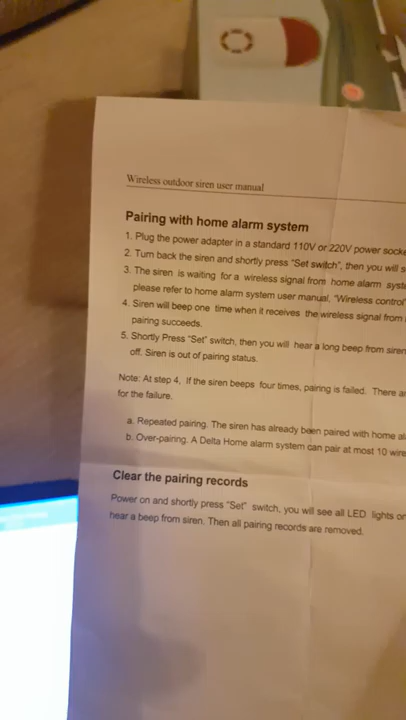 Wireless outdoor siren user manual
Pairing with home alarm system
1. Plug the power adapter in a standard 110V or 220V power socke
2. Turn back the siren and shortly press "Set switch", then you will s
3. The siren is waiting for a wireless signal from home alarm syst
please refer to home alarm system user manual, "Wireless control
4. Siren will beep one time when it receives the wireless signal from
pairing succeeds.
5. Shortly Press "Set" switch, then you will hear a long beep from siren
off. Siren is out of pairing status.
Note: At step 4, If the siren beeps four times, pairing is failed. There a
for the failure.
a. Repeated pairing. The siren has already been paired with home al
b. Over-pairing. A Delta Home alarm system can pair at most 10 wire
Clear the pairing records
Power on and shortly press "Set" switch, you will see all LED lights on
hear a beep from siren. Then all pairing records are removed.